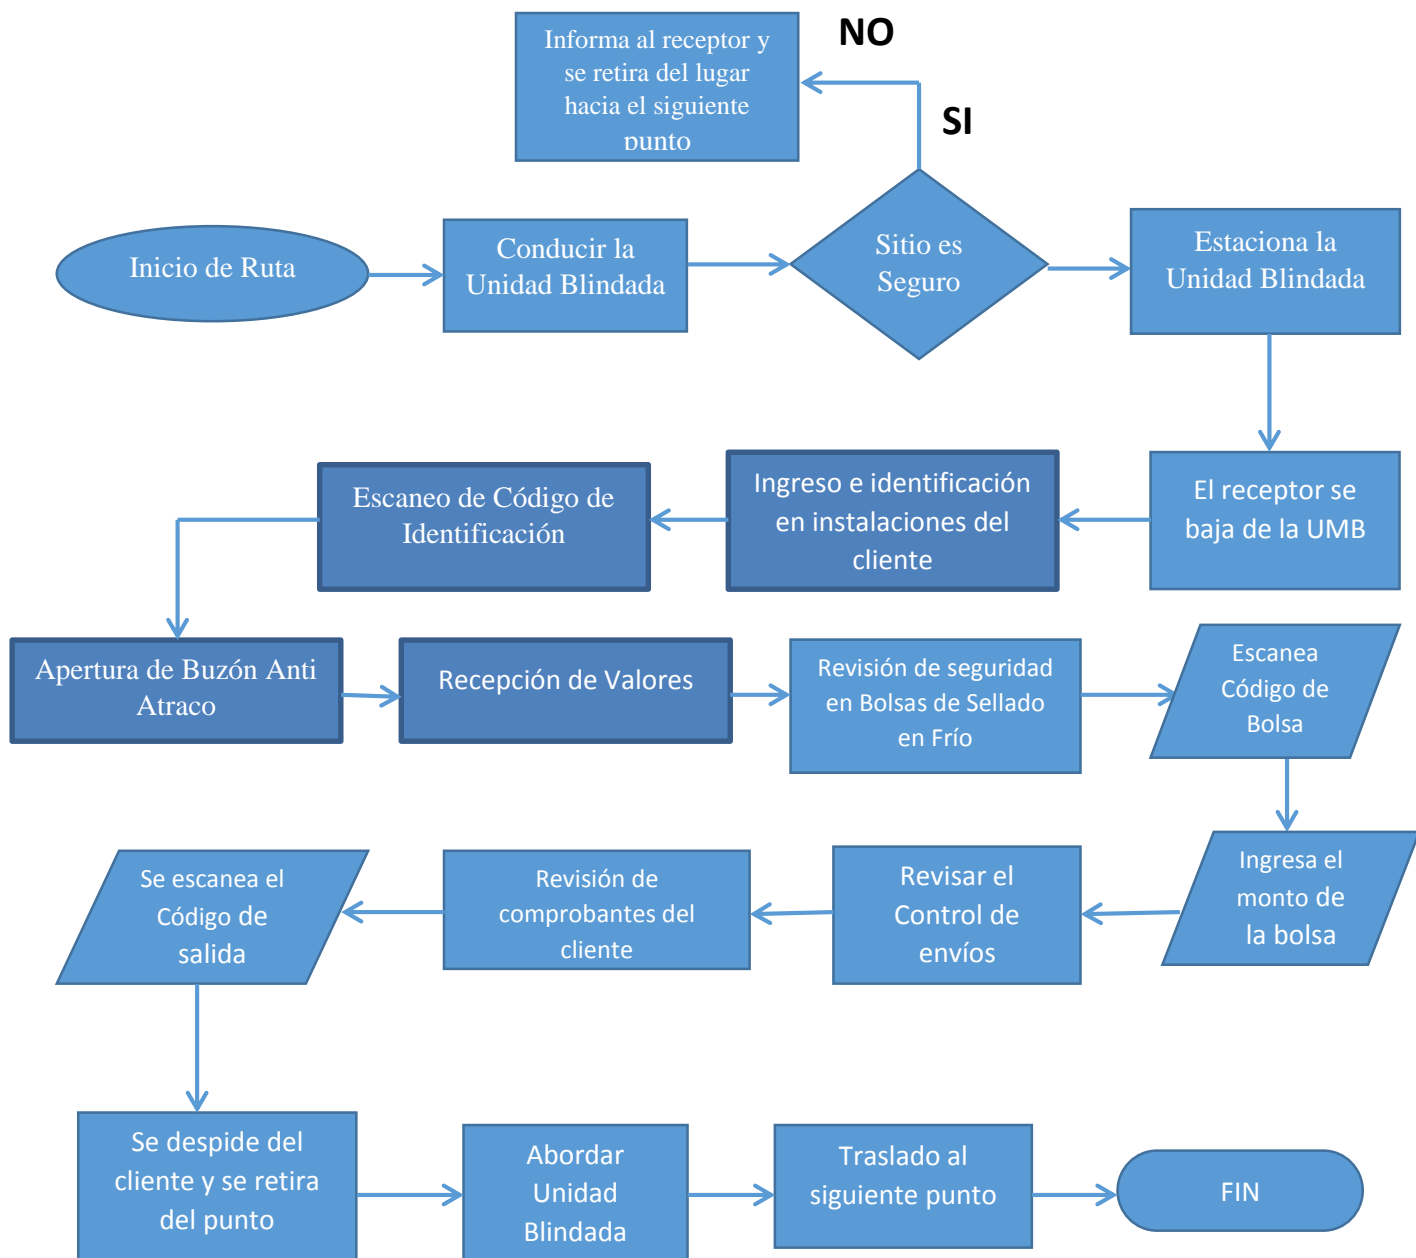 Informa al receptor y
se retira del lugar
hacia el siguiente
punto
NO
SI
Inicio de Ruta
Conducir la
Unidad Blindada
Sitio es
Seguro
Estaciona la
Unidad Blindada
El receptor se
baja de la UMB
Ingreso e identificación
en instalaciones del
cliente
Escaneo de Código de
Identificación
Apertura de Buzón Anti
Atraco
Recepción de Valores
Revisión de seguridad
en Bolsas de Sellado
en Frío
Escanea
Código de
Bolsa
Ingresa el
monto de
la bolsa
Revisar el
Control de
envíos
Revisión de
comprobantes del
cliente
Se escanea el
Código de
salida
Se despide del
cliente y se retira
del punto
Abordar
Unidad
Blindada
Traslado al
siguiente punto
FIN